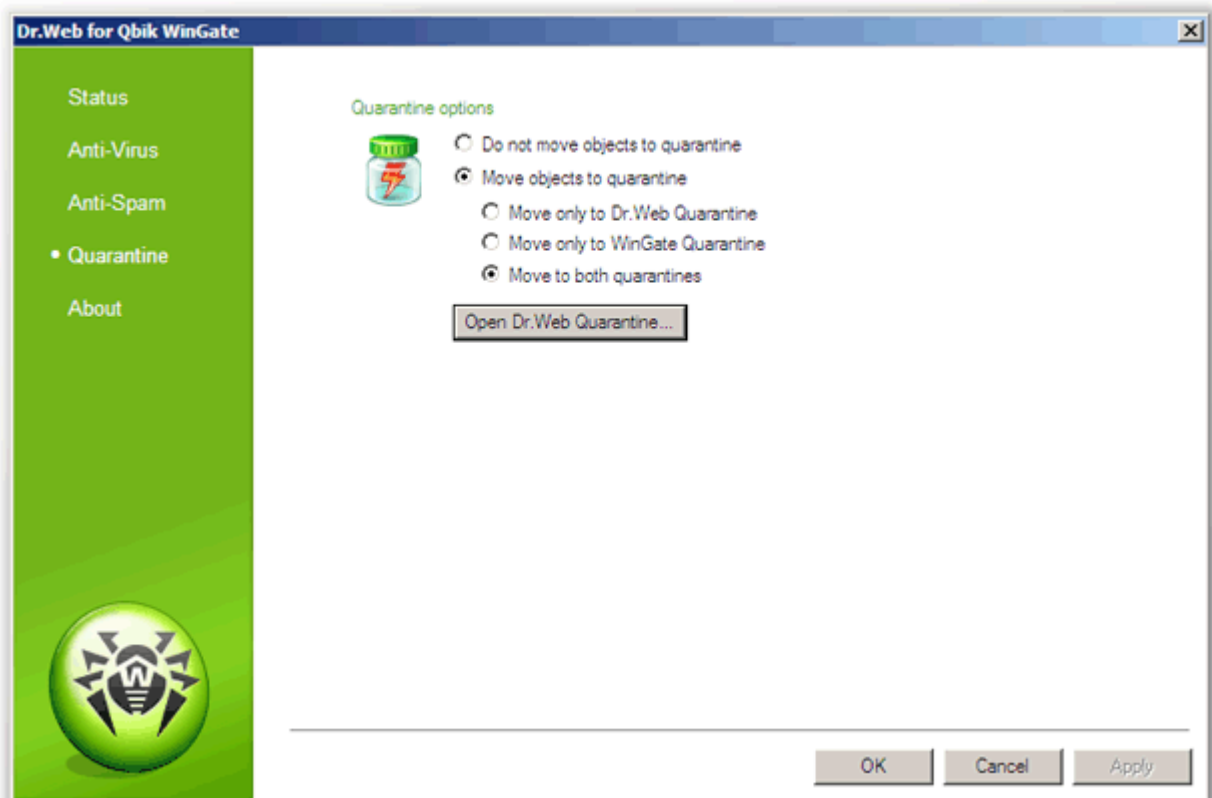 Dr.Web for Qbik WinGate
Status
Anti-Virus
Anti-Spam
• Quarantine
About
Quarantine options
Do not move objects to quarantine
Move objects to quarantine
Move only to Dr.Web Quarantine
Move only to WinGate Quarantine
Move to both quarantines
Open Dr.Web Quarantine...
OK
Cancel
Apply